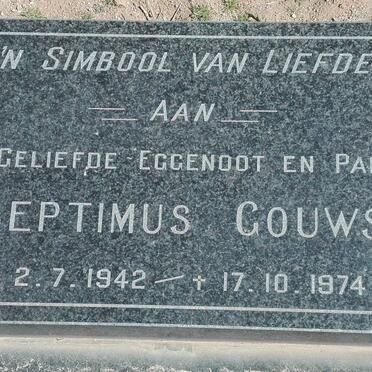 'N SIMBOOL VAN LIEFDE
AAN
GELIEFDE EGGENOOT EN PA
EPTIMUS GOUWS
2.7.1942 — † 17.10.1974